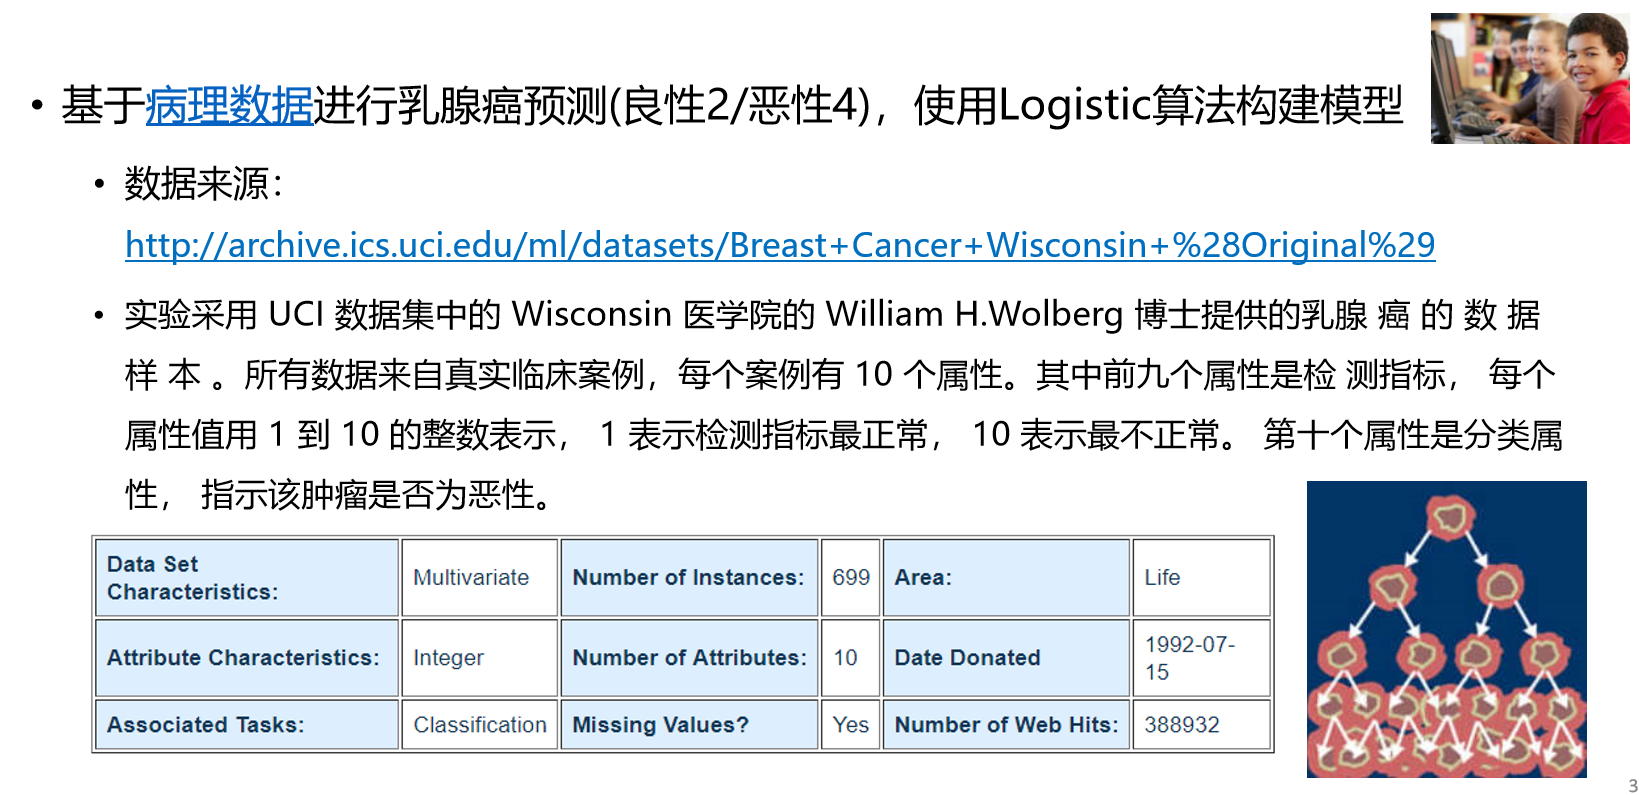 • 基于病理数据进行乳腺癌预测(良性2/恶性4)，使用Logistic算法构建模型
• 数据来源：
http://archive.ics.uci.edu/ml/datasets/Breast+Cancer+Wisconsin+%28Original%29
• 实验采用 UCI 数据集中的 Wisconsin 医学院的 William H.Wolberg 博士提供的乳腺 癌 的 数 据
样 本 。所有数据来自真实临床案例，每个案例有 10 个属性。其中前九个属性是检 测指标， 每个
属性值用 1 到 10 的整数表示， 1 表示检测指标最正常， 10 表示最不正常。 第十个属性是分类属
性， 指示该肿瘤是否为恶性。
Data Set
Characteristics: Multivariate Number of Instances: 699 Area: Life
Attribute Characteristics: Integer Number of Attributes: 10 Date Donated 1992-07-
15
Associated Tasks: Classification Missing Values? Yes Number of Web Hits: 388932
3